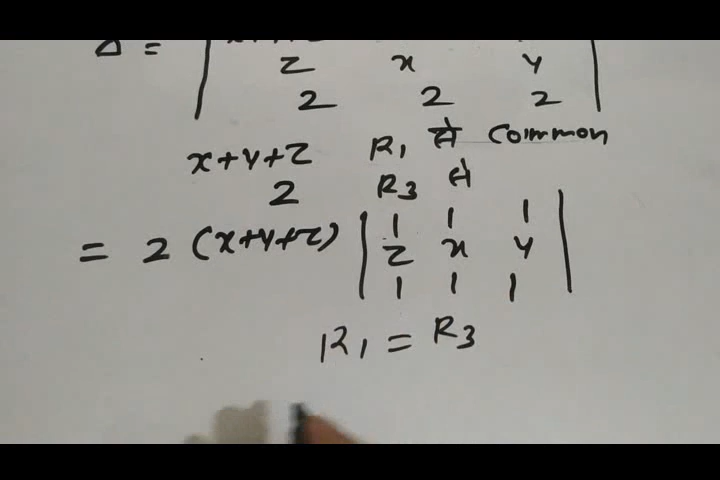 Δ =
z x y
2 2 2
x+y+z R₁ से common
2 R₃ से
= 2 (x+y+z) | 1 1 1 |
z x y
1 1 1
R₁ = R₃